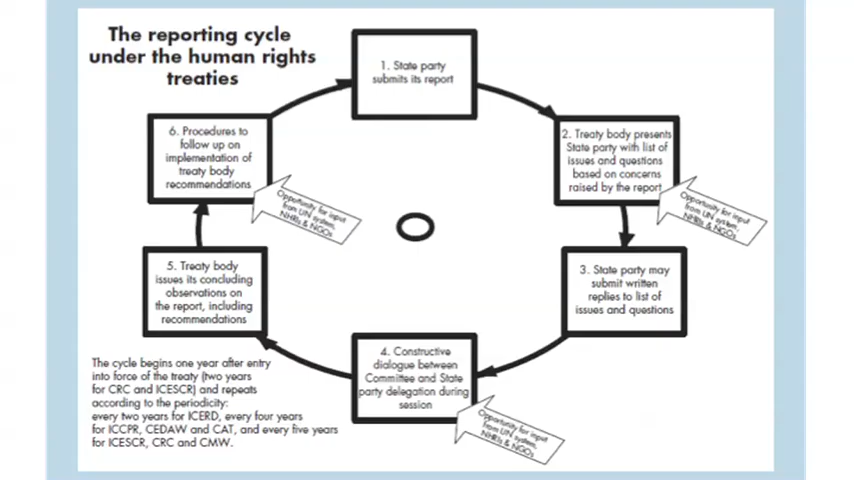 The reporting cycle
under the human rights
treaties
1. State party
submits its report
2. Treaty body presents
State party with list of
issues and questions
based on concerns
raised by the report
Opportunity for input
from UN system,
NHRIs & NGOs
3. State party may
submit written
replies to list of
issues and questions
4. Constructive
dialogue between
Committee and State
party delegation during
session
Opportunity for input
from UN system,
NHRIs & NGOs
5. Treaty body
issues its concluding
observations on
the report, including
recommendations
6. Procedures to
follow up on
implementation of
treaty body
recommendations
Opportunity for input
from UN system,
NHRIs & NGOs
The cycle begins one year after entry
into force of the treaty (two years
for CRC and ICESCR) and repeats
according to the periodicity:
every two years for ICERD, every four years
for ICCPR, CEDAW and CAT, and every five years
for ICESCR, CRC and CMW.